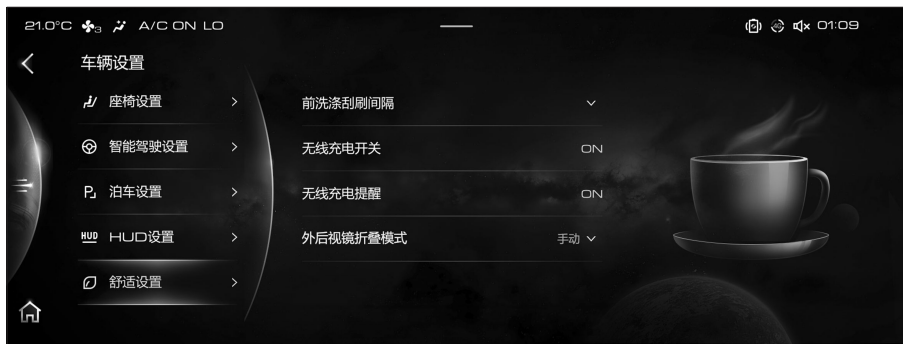 21.0°C 3 A/C ON LO 01:09
车辆设置
座椅设置
智能驾驶设置
P 泊车设置
HUD HUD设置
舒适设置
前洗涤刮刷间隔
无线充电开关 ON
无线充电提醒 ON
外后视镜折叠模式 手动